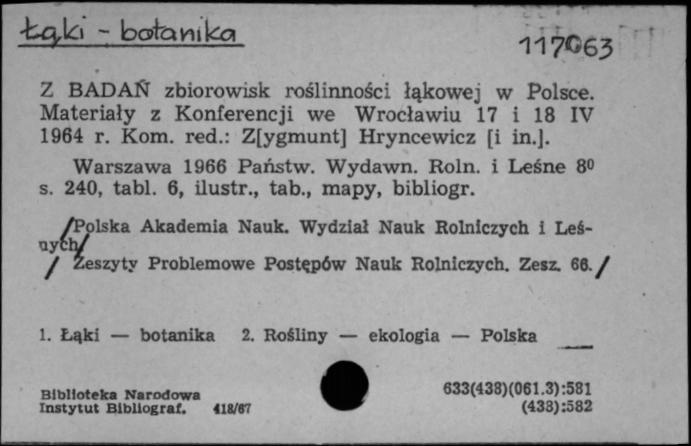 Łąki - botanika
117063
Z BADAŃ zbiorowisk roślinności łąkowej w Polsce.
Materiały z Konferencji we Wrocławiu 17 i 18 IV
1964 r. Kom. red.: Z[ygmunt] Hryncewicz [i in.].
Warszawa 1966 Państw. Wydawn. Roln. i Leśne 8⁰
s. 240, tabl. 6, ilustr., tab., mapy, bibliogr.
/Polska Akademia Nauk. Wydział Nauk Rolniczych i Leś-
nych/
/ Zeszyty Problemowe Postępów Nauk Rolniczych. Zesz. 66./
1. Łąki — botanika 2. Rośliny — ekologia — Polska
Biblioteka Narodowa 633(438)(061.3):581
Instytut Bibliograf. 418/67 (438):582